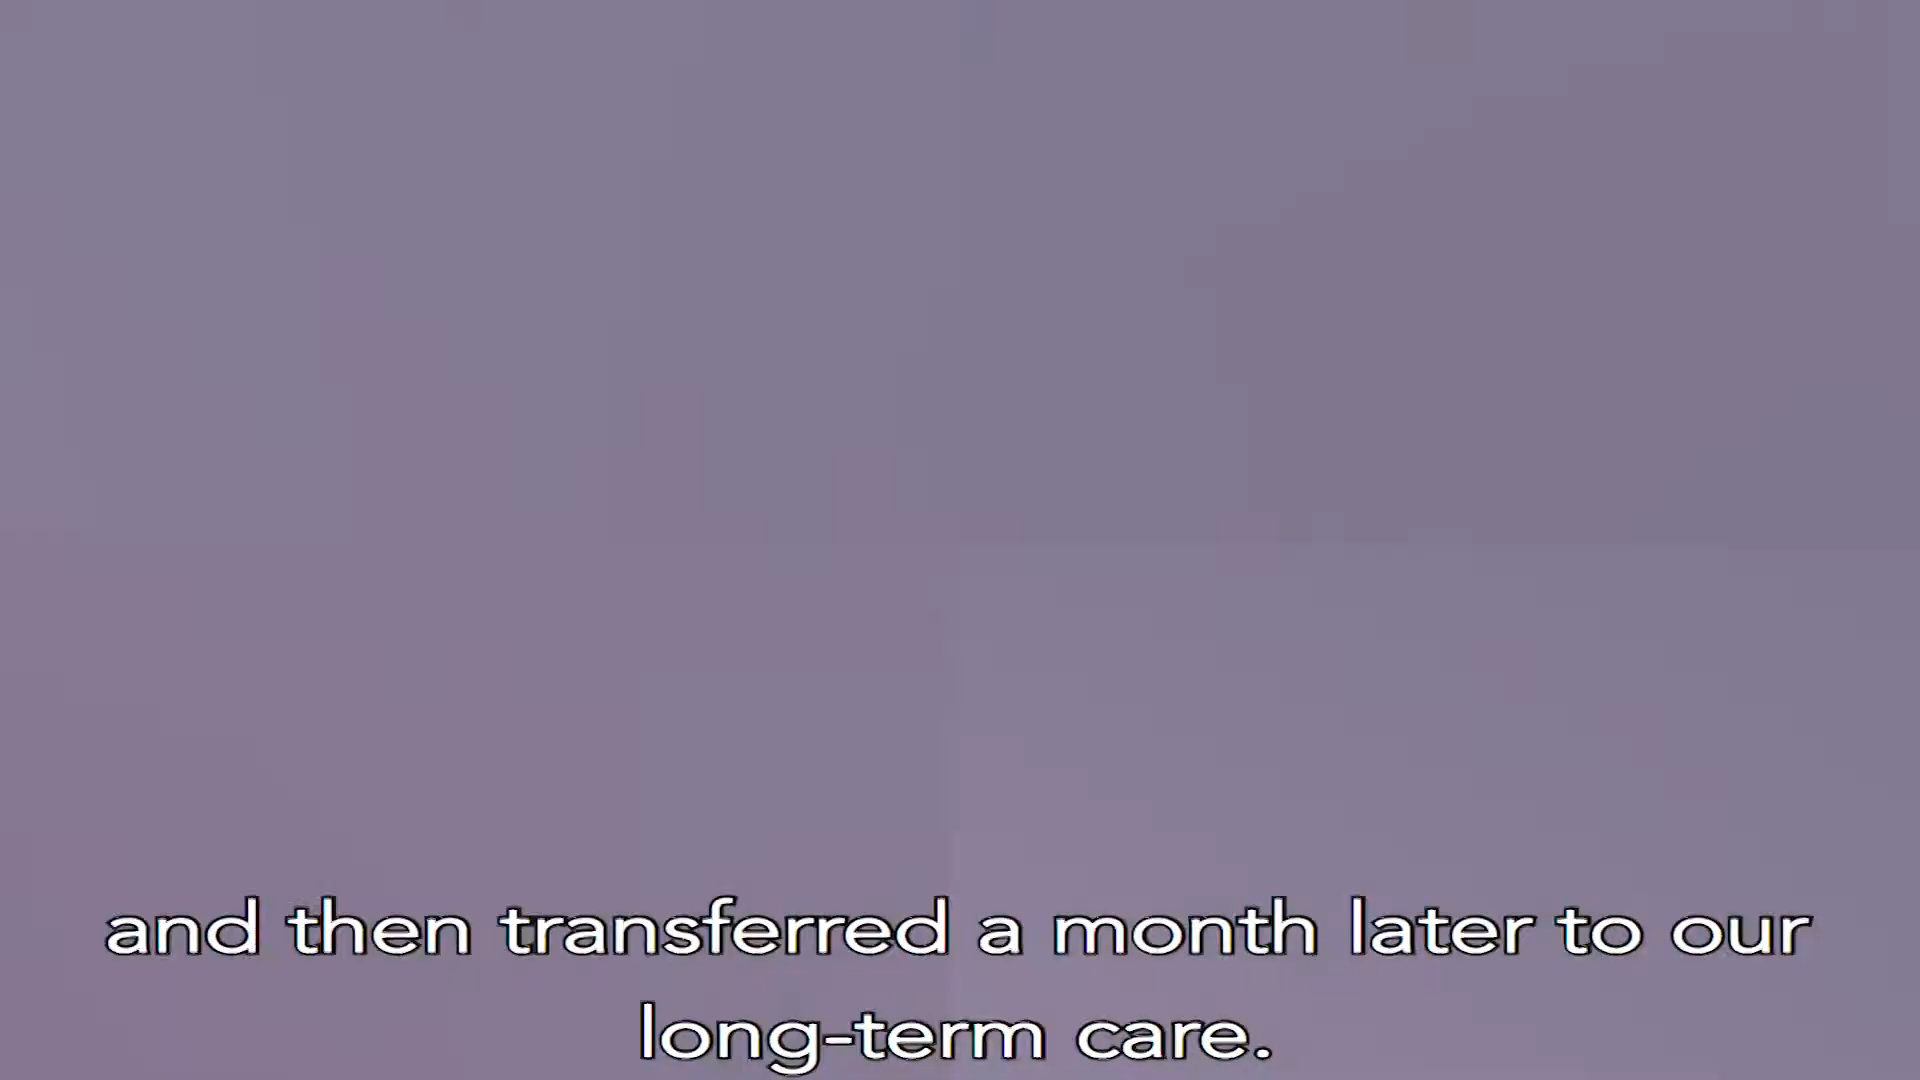 and then transferred a month later to our
long-term care.